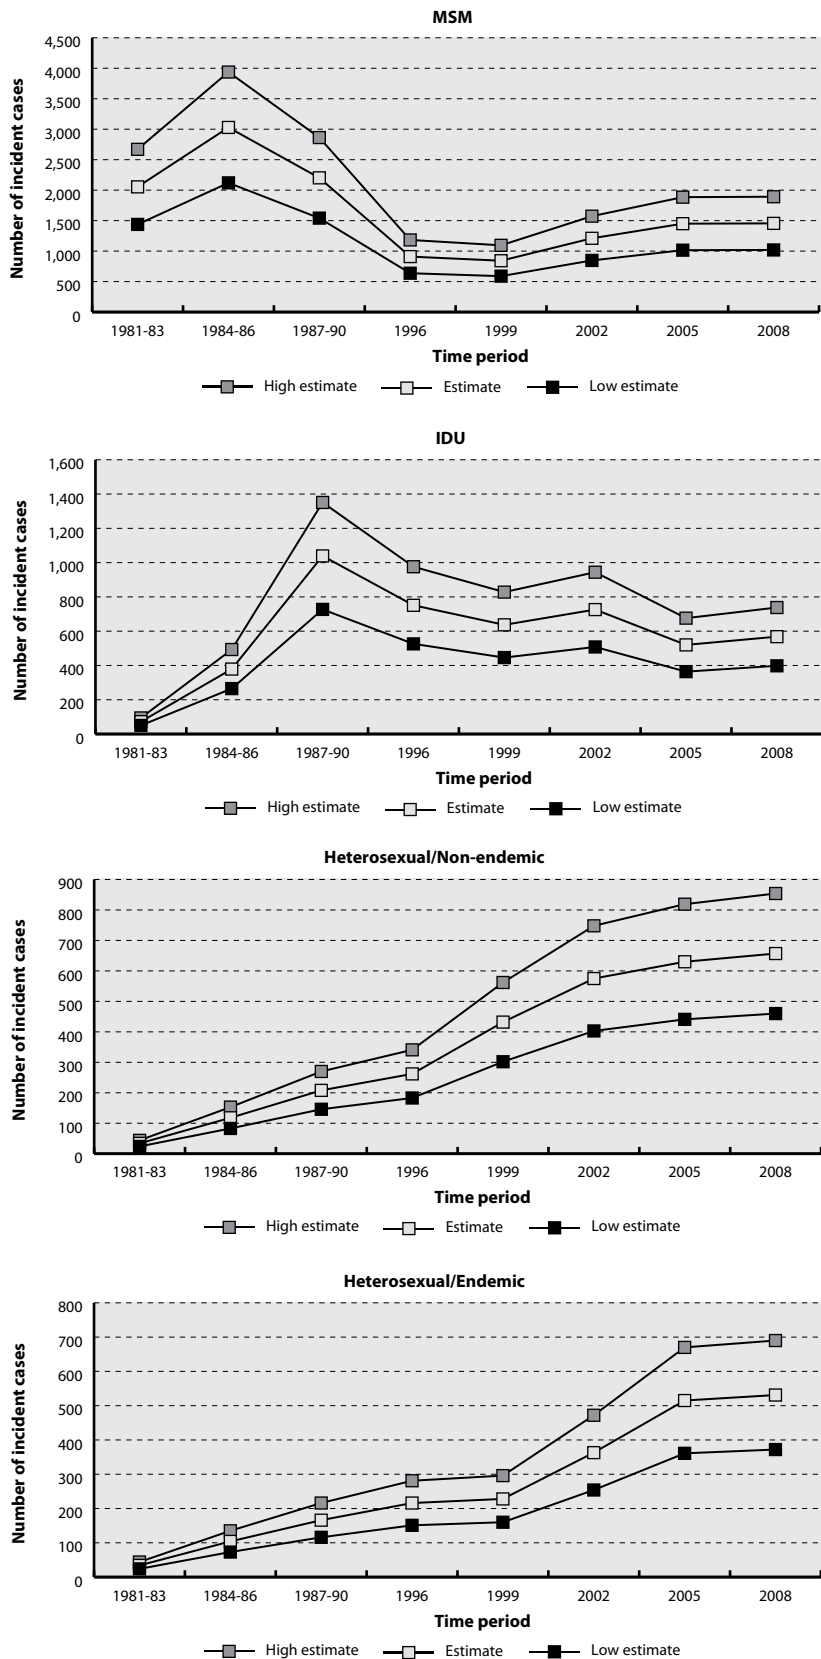 MSM
Number of incident cases
4,500
4,000
3,500
3,000
2,500
2,000
1,500
1,000
500
0
1981-83 1984-86 1987-90 1996 1999 2002 2005 2008
Time period
High estimate Estimate Low estimate
IDU
Number of incident cases
1,600
1,400
1,200
1,000
800
600
400
200
0
1981-83 1984-86 1987-90 1996 1999 2002 2005 2008
Time period
High estimate Estimate Low estimate
Heterosexual/Non-endemic
Number of incident cases
900
800
700
600
500
400
300
200
100
0
1981-83 1984-86 1987-90 1996 1999 2002 2005 2008
Time period
High estimate Estimate Low estimate
Heterosexual/Endemic
Number of incident cases
800
700
600
500
400
300
200
100
0
1981-83 1984-86 1987-90 1996 1999 2002 2005 2008
Time period
High estimate Estimate Low estimate